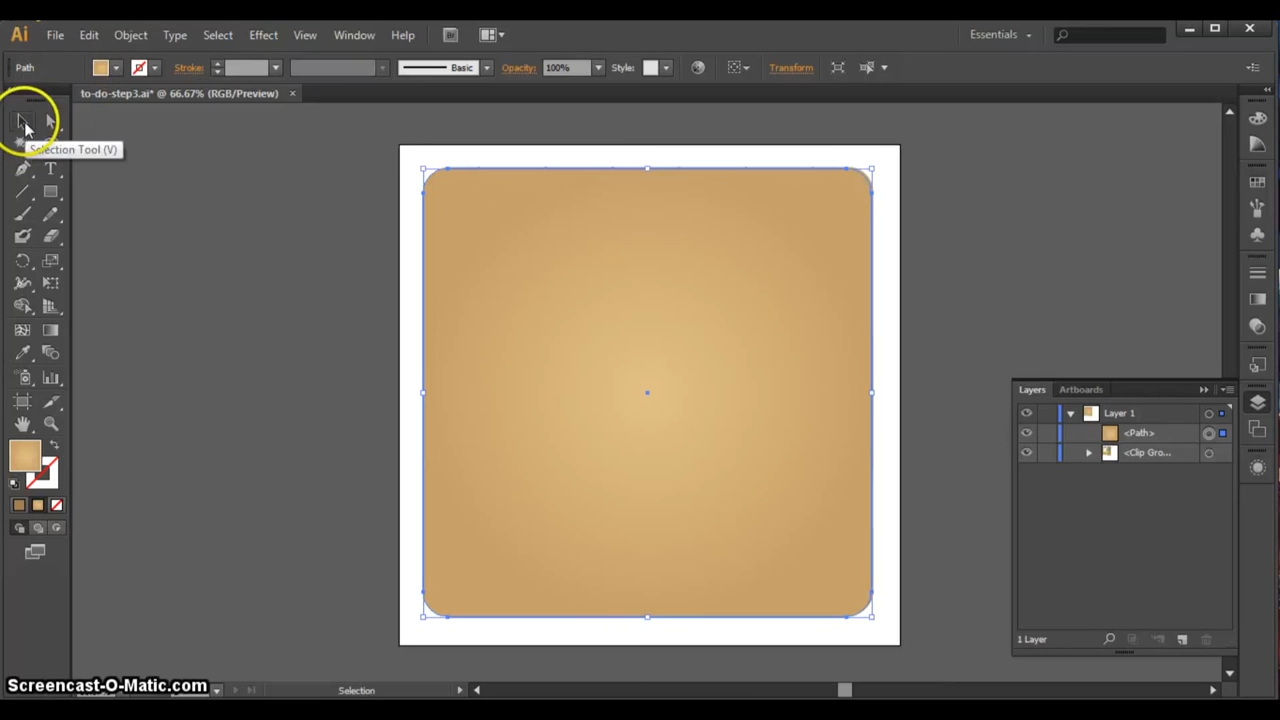 Ai File Edit Object Type Select Effect View Window Help Br Essentials
Path Stroke: Basic Opacity: 100% Style: Transform
to-do-step3.ai* @ 66.67% (RGB/Preview) ×
Selection Tool (V)
T
Layers Artboards
Layer 1
<Path>
<Clip Gro...
1 Layer
Screencast-O-Matic.com
Selection